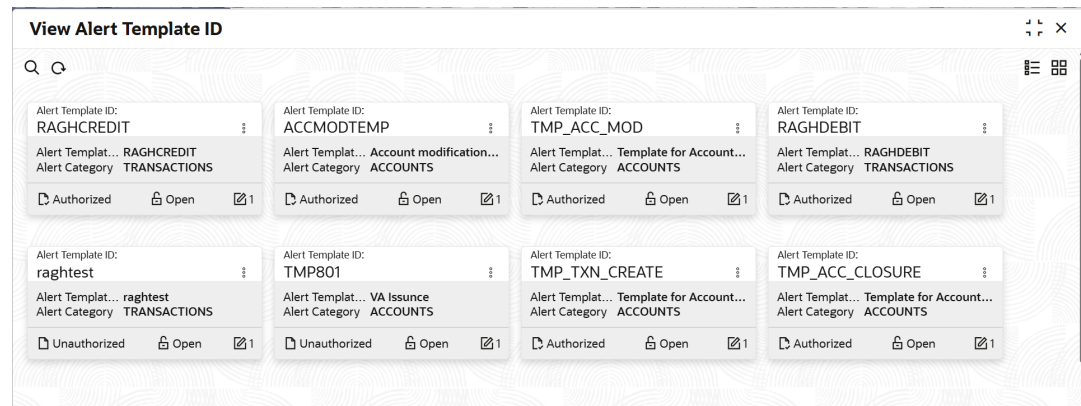 View Alert Template ID
Alert Template ID:
RAGHCREDIT
Alert Templat... RAGHCREDIT
Alert Category TRANSACTIONS
Authorized Open 1
Alert Template ID:
ACCMODTEMP
Alert Templat... Account modification...
Alert Category ACCOUNTS
Authorized Open 1
Alert Template ID:
TMP_ACC_MOD
Alert Templat... Template for Account...
Alert Category ACCOUNTS
Authorized Open 1
Alert Template ID:
RAGHDEBIT
Alert Templat... RAGHDEBIT
Alert Category TRANSACTIONS
Authorized Open 1
Alert Template ID:
raghtest
Alert Templat... raghtest
Alert Category TRANSACTIONS
Unauthorized Open 1
Alert Template ID:
TMP801
Alert Templat... VA Issunce
Alert Category ACCOUNTS
Unauthorized Open 1
Alert Template ID:
TMP_TXN_CREATE
Alert Templat... Template for Account...
Alert Category ACCOUNTS
Authorized Open 1
Alert Template ID:
TMP_ACC_CLOSURE
Alert Templat... Template for Account...
Alert Category ACCOUNTS
Authorized Open 1